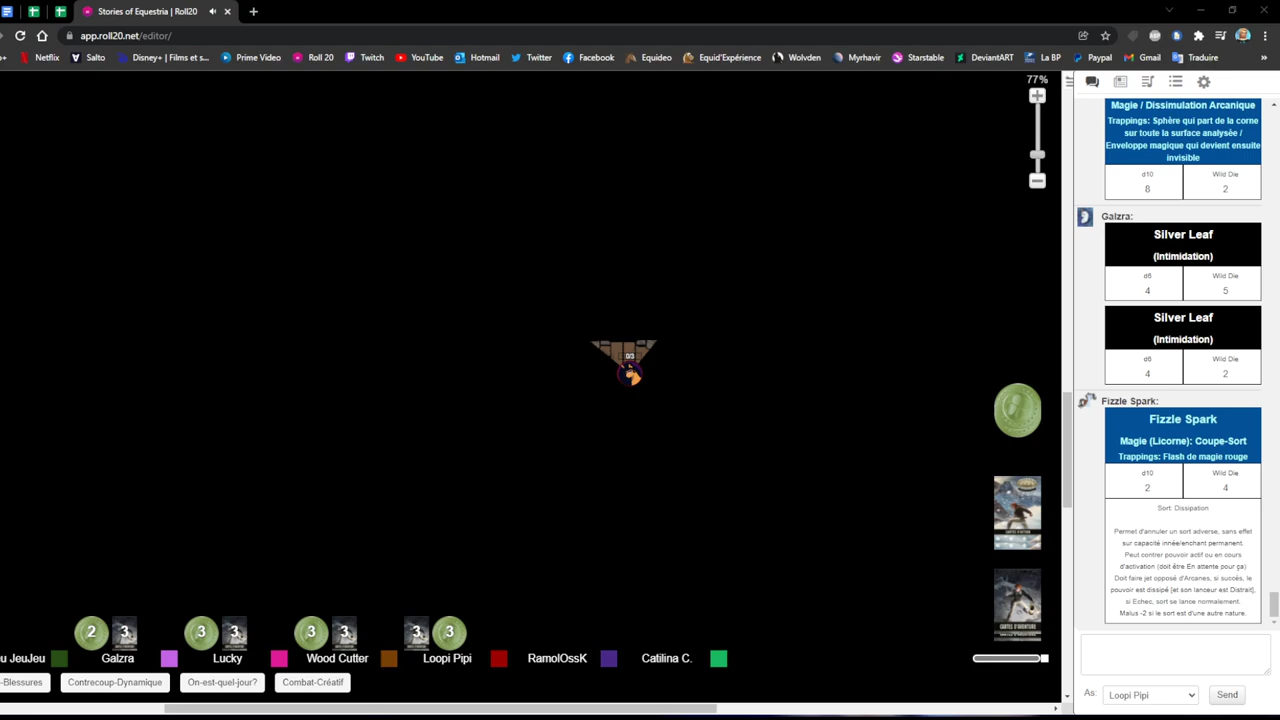 Stories of Equestria | Roll20
app.roll20.net/editor/
Netflix Salto Disney+ | Films et s... Prime Video Roll 20 Twitch YouTube Hotmail Twitter Facebook Equideo Equid'Expérience Wolvden Myrhavir Starstable DeviantART La BP Paypal Gmail Traduire »
77%
Magie / Dissimulation Arcanique
Trappings: Sphère qui part de la corne
sur toute la surface analysée /
Enveloppe magique qui devient ensuite
invisible
d10 Wild Die
8 2
Galzra:
Silver Leaf
(Intimidation)
d6 Wild Die
4 5
Silver Leaf
(Intimidation)
d6 Wild Die
4 2
Fizzle Spark:
Fizzle Spark
Magie (Licorne): Coupe-Sort
Trappings: Flash de magie rouge
d10 Wild Die
2 4
Sort: Dissipation
Permet d'annuler un sort adverse, sans effet
sur capacité innée/enchant permanent.
Peut contrer pouvoir actif ou en cours
d'activation (doit être En attente pour ça)
Doit faire jet opposé d'Arcanes, si succès, le
pouvoir est dissipé [et son lanceur est Distrait],
si Echec, sort se lance normalement.
Malus -2 si le sort est d'une autre nature.
0/3
2 3 3 3 3 3 3 3
u JeuJeu Galzra Lucky Wood Cutter Loopi Pipi RamolOssK Catilina C.
-Blessures Contrecoup-Dynamique On-est-quel-jour? Combat-Créatif
As: Loopi Pipi Send